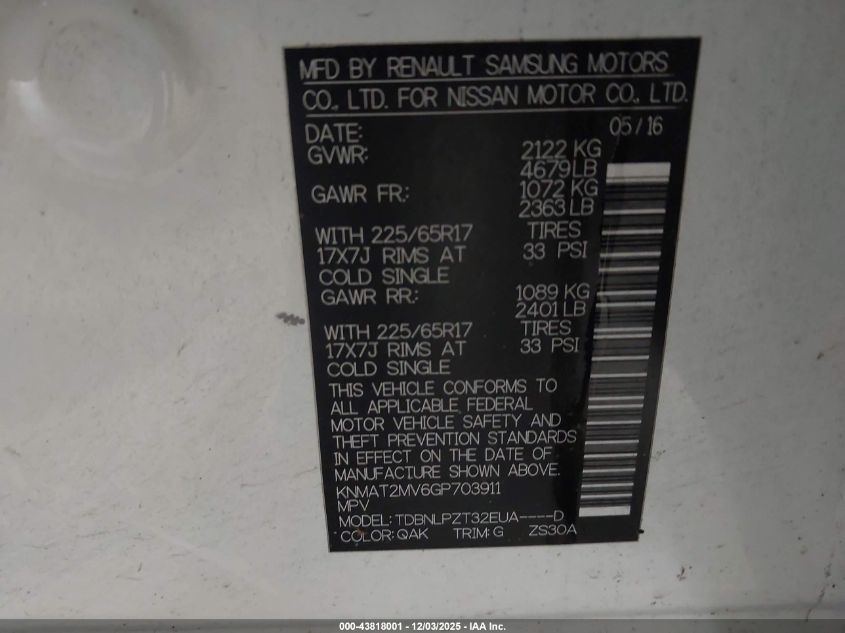 MFD BY RENAULT SAMSUNG MOTORS
CO., LTD. FOR NISSAN MOTOR CO., LTD.
DATE: 05/16
GVWR: 2122 KG
4679 LB
GAWR FR.: 1072 KG
2363 LB
WITH 225/65R17 TIRES
17X7J RIMS AT 33 PSI
COLD SINGLE
GAWR RR.: 1089 KG
2401 LB
WITH 225/65R17 TIRES
17X7J RIMS AT 33 PSI
COLD SINGLE
THIS VEHICLE CONFORMS TO
ALL APPLICABLE FEDERAL
MOTOR VEHICLE SAFETY AND
THEFT PREVENTION STANDARDS
IN EFFECT ON THE DATE OF
MANUFACTURE SHOWN ABOVE.
KNMAT2MV6GP703911
MPV
MODEL: TDBNLPZT32EUA----D
COLOR: QAK TRIM: G ZS30A
000-43818001 - 12/03/2025 - IAA Inc.